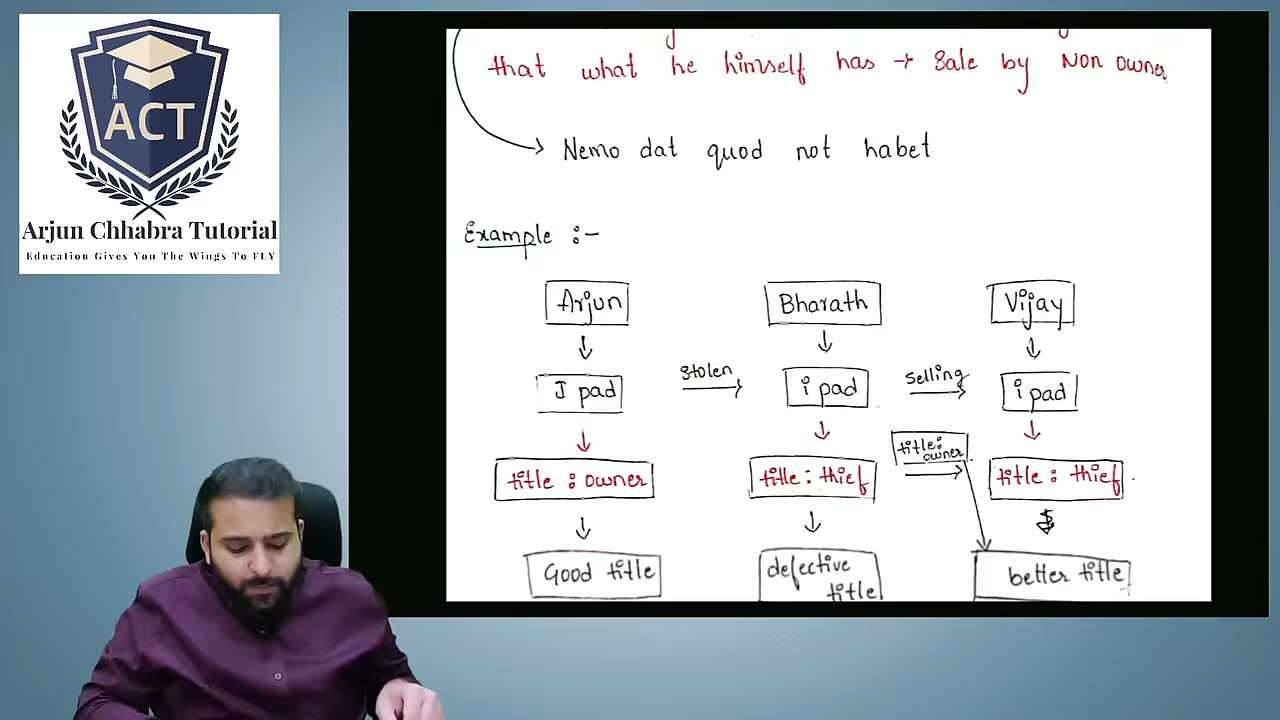 ACT
Arjun Chhabra Tutorial
Education Gives You The Wings To FLY
that what he himself has → Sale by Non owner
Nemo dat quod not habet
Example :-
Arjun
Bharath
Vijay
I pad
stolen
i pad
selling
i pad
title : owner
title : thief
title: owner
title : thief
Good title
defective title
better title